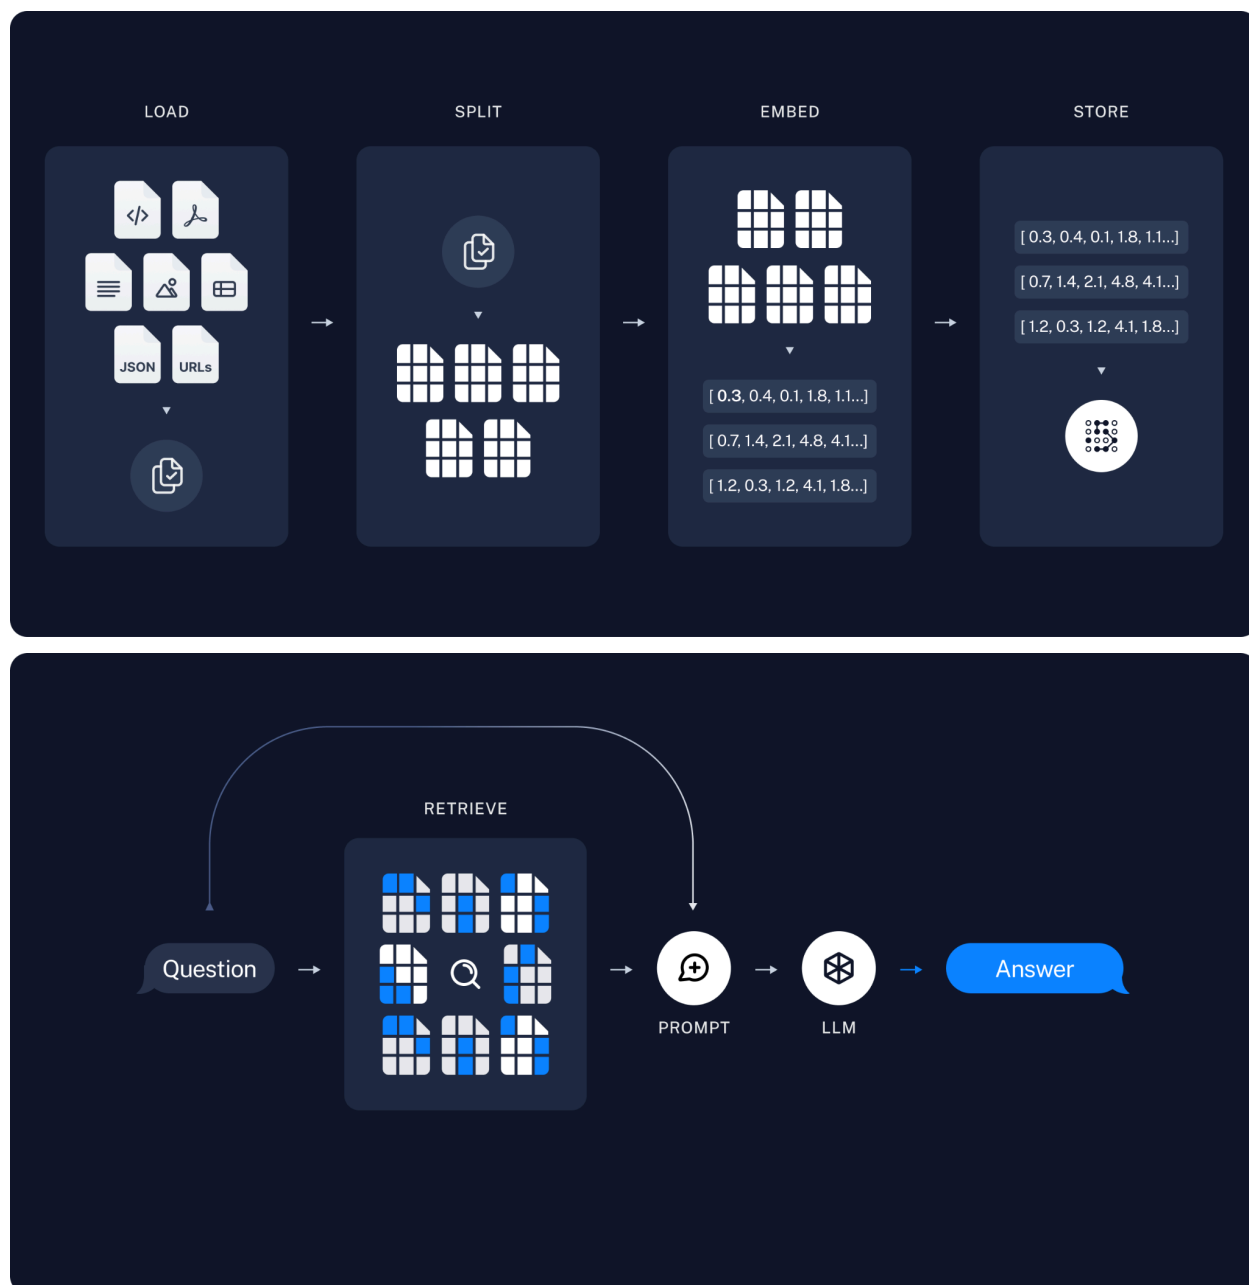 LOAD
SPLIT
EMBED
STORE
</>
JSON
URLs
[ 0.3, 0.4, 0.1, 1.8, 1.1...]
[ 0.7, 1.4, 2.1, 4.8, 4.1...]
[ 1.2, 0.3, 1.2, 4.1, 1.8...]
[ 0.3, 0.4, 0.1, 1.8, 1.1...]
[ 0.7, 1.4, 2.1, 4.8, 4.1...]
[ 1.2, 0.3, 1.2, 4.1, 1.8...]
RETRIEVE
Question
PROMPT
LLM
Answer